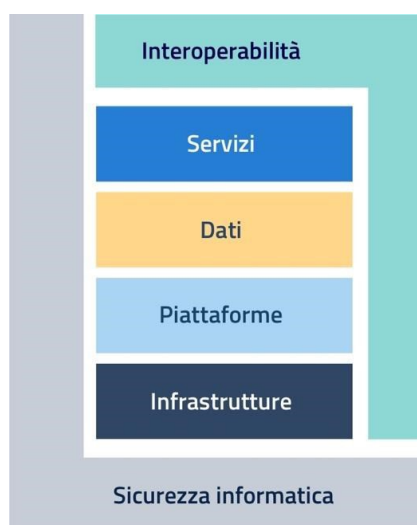 Interoperabilità
Servizi
Dati
Piattaforme
Infrastrutture
Sicurezza informatica